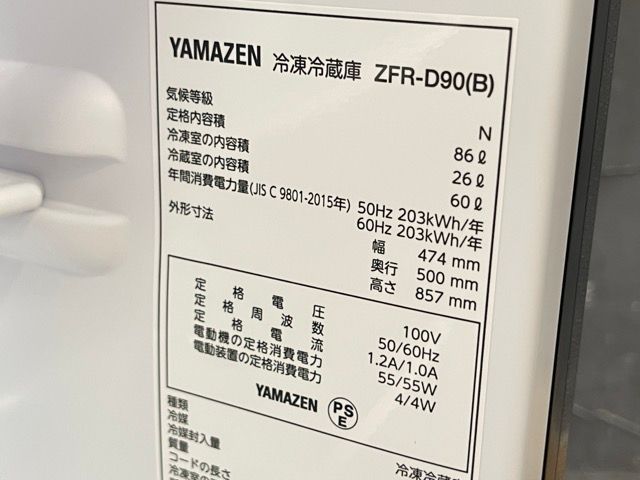 YAMAZEN 冷凍冷蔵庫 ZFR-D90(B)
気候等級 N
定格内容積 86ℓ
冷凍室の内容積 26ℓ
冷蔵室の内容積 60ℓ
年間消費電力量(JIS C 9801-2015年) 50Hz 203kWh/年
60Hz 203kWh/年
外形寸法 幅 474 mm
奥行 500 mm
高さ 857 mm
定格電圧 100V
定格周波数 50/60Hz
定格電流 1.2A/1.0A
電動機の定格消費電力 55/55W
電動装置の定格消費電力 4/4W
YAMAZEN PSE
種類 冷凍冷蔵
冷媒
冷媒封入量
質量
コードの長さ